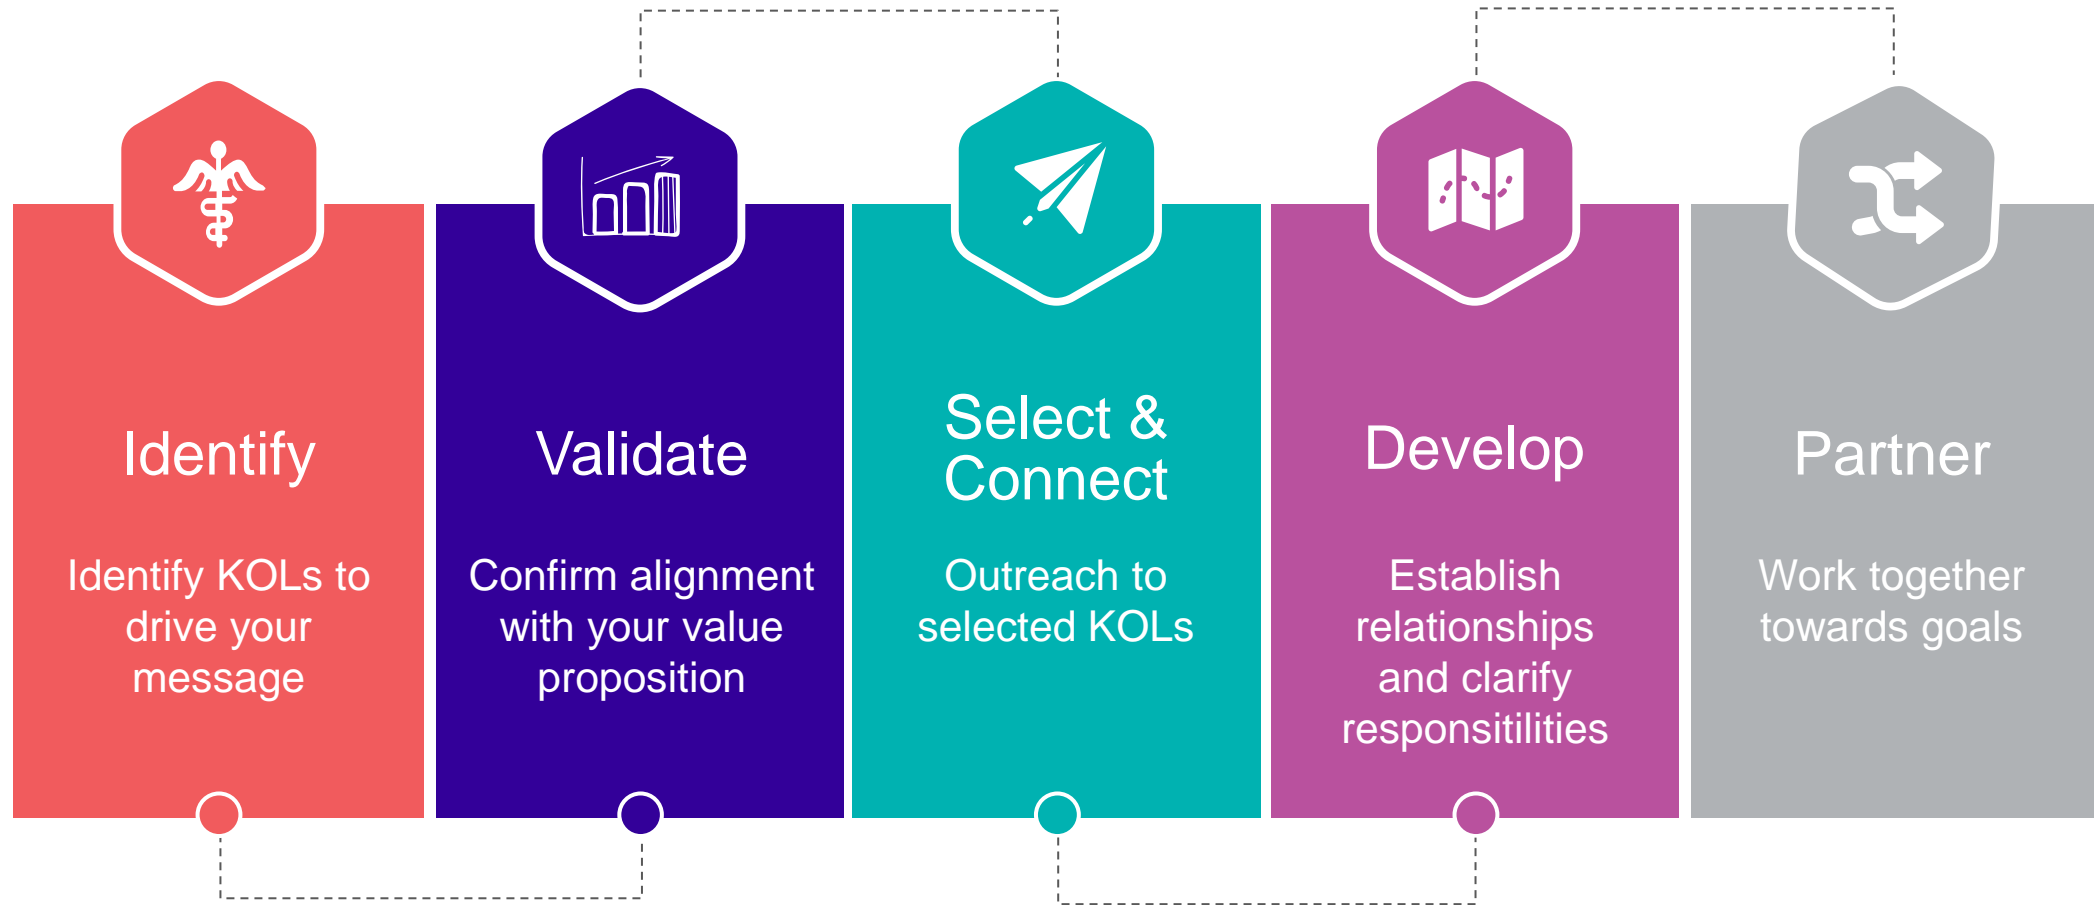 Identify
Identify KOLs to
drive your
message
Validate
Confirm alignment
with your value
proposition
Select &
Connect
Outreach to
selected KOLs
Develop
Establish
relationships
and clarify
responsitilities
Partner
Work together
towards goals